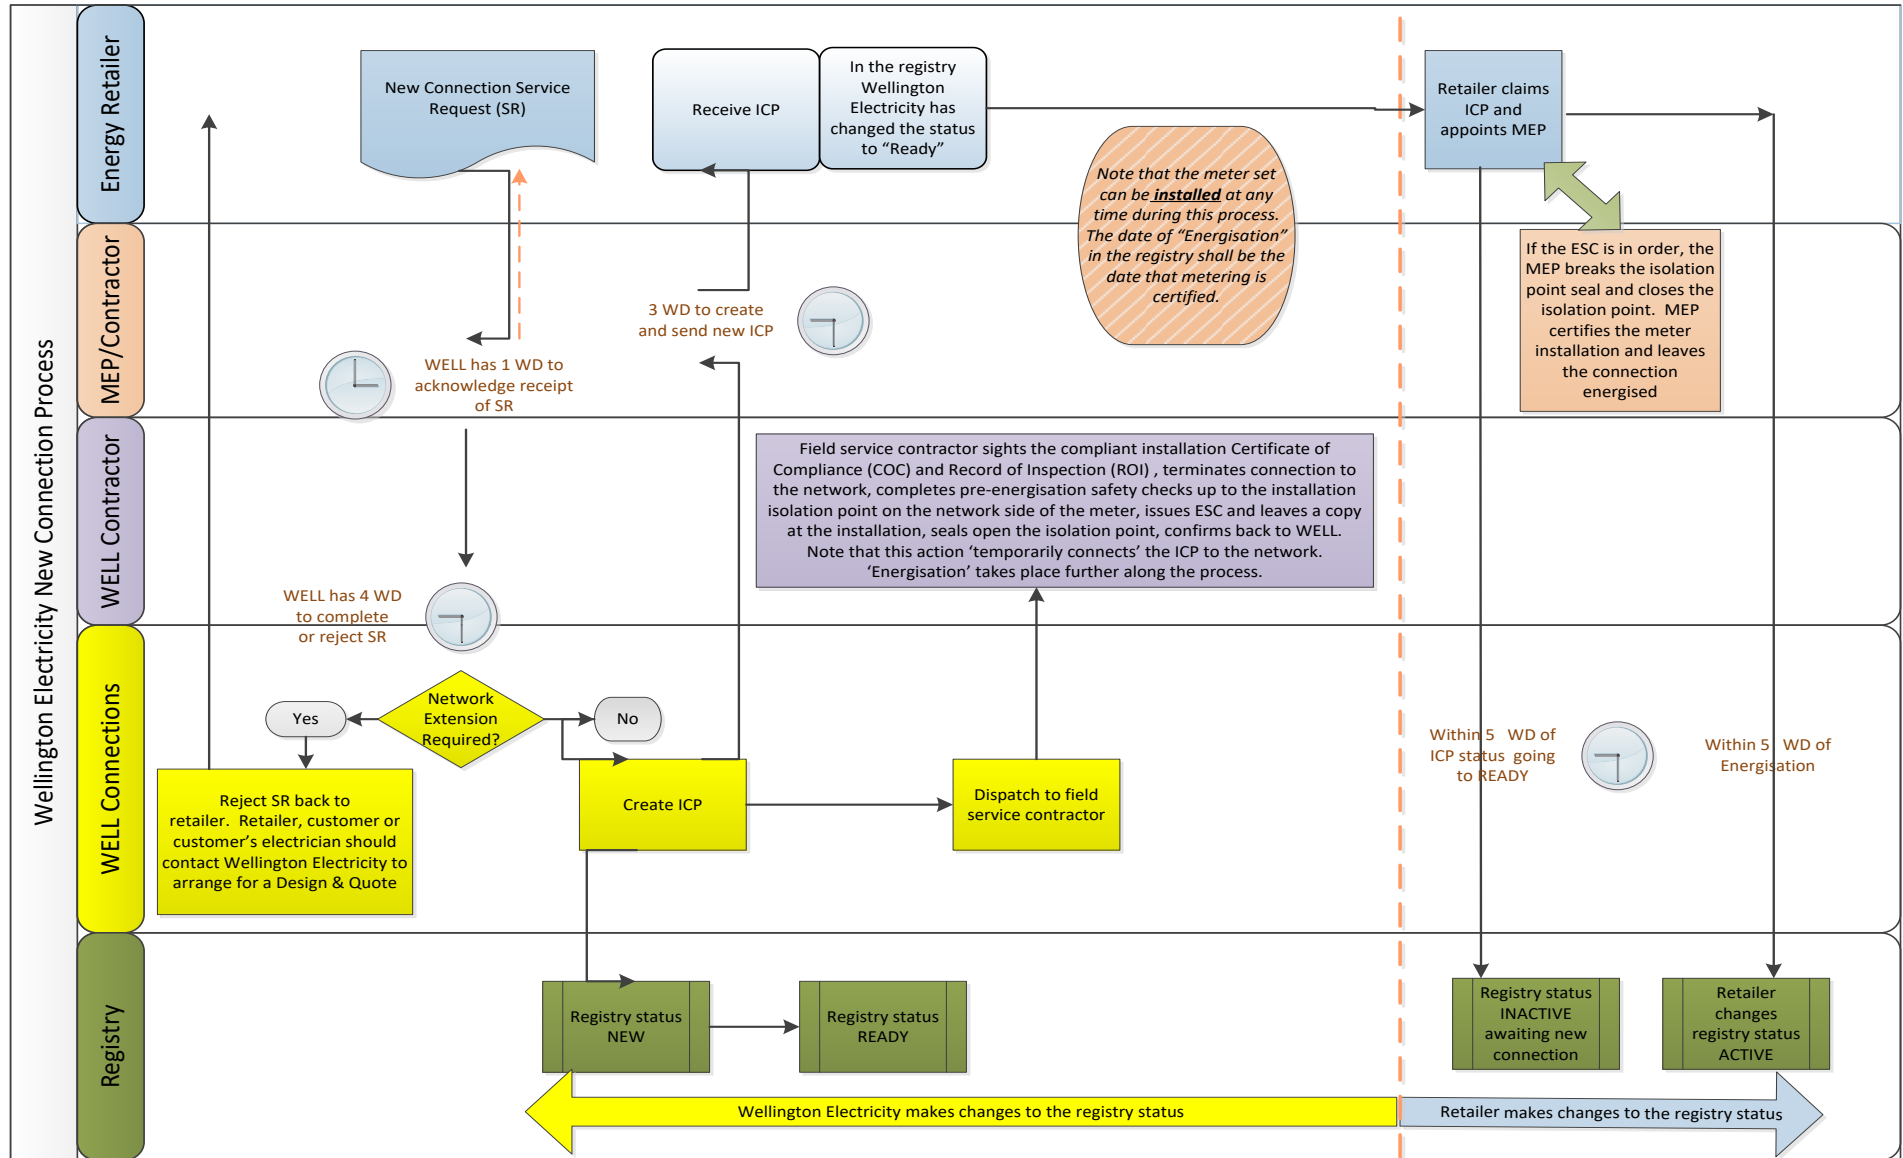 Wellington Electricity New Connection Process
Energy Retailer
New Connection Service
Request (SR)
Receive ICP
In the registry
Wellington
Electricity has
changed the status
to “Ready”
Retailer claims
ICP and
appoints MEP
Note that the meter set
can be installed at any
time during this process.
The date of “Energisation”
in the registry shall be the
date that metering is
certified.
MEP/Contractor
If the ESC is in order, the
MEP breaks the isolation
point seal and closes the
isolation point.  MEP
certifies the meter
installation and leaves
the connection
energised
3 WD to create
and send new ICP
WELL has 1 WD to
acknowledge receipt
of SR
WELL Contractor
Field service contractor sights the compliant installation Certificate of
Compliance (COC) and Record of Inspection (ROI) , terminates connection to
the network, completes pre-energisation safety checks up to the installation
isolation point on the network side of the meter, issues ESC and leaves a copy
at the installation, seals open the isolation point, confirms back to WELL.
Note that this action ‘temporarily connects’ the ICP to the network.
‘Energisation’ takes place further along the process.
WELL has 4 WD
to complete
or reject SR
WELL Connections
Network
Extension
Required?
Yes
No
Reject SR back to
retailer.  Retailer, customer or
customer’s electrician should
contact Wellington Electricity to
arrange for a Design & Quote
Create ICP
Dispatch to field
service contractor
Within 5 WD of
ICP status going
to READY
Within 5 WD of
Energisation
Registry
Registry status
NEW
Registry status
READY
Registry status
INACTIVE
awaiting new
connection
Retailer
changes
registry status
ACTIVE
Wellington Electricity makes changes to the registry status
Retailer makes changes to the registry status